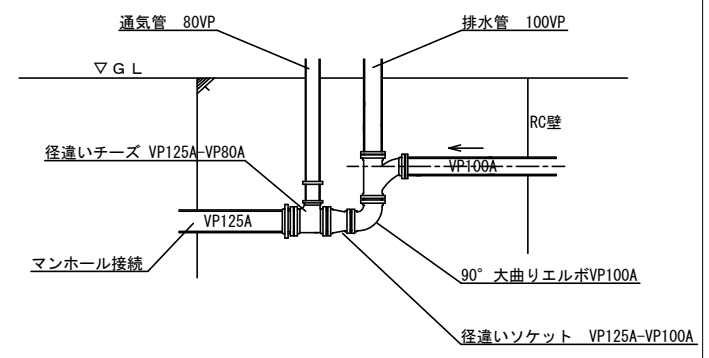 通気管 80VP
排水管 100VP
▽ＧＬ
RC壁
径違いチーズ VP125A-VP80A
VP100A
VP125A
マンホール接続
90° 大曲りエルボVP100A
径違いソケット VP125A-VP100A